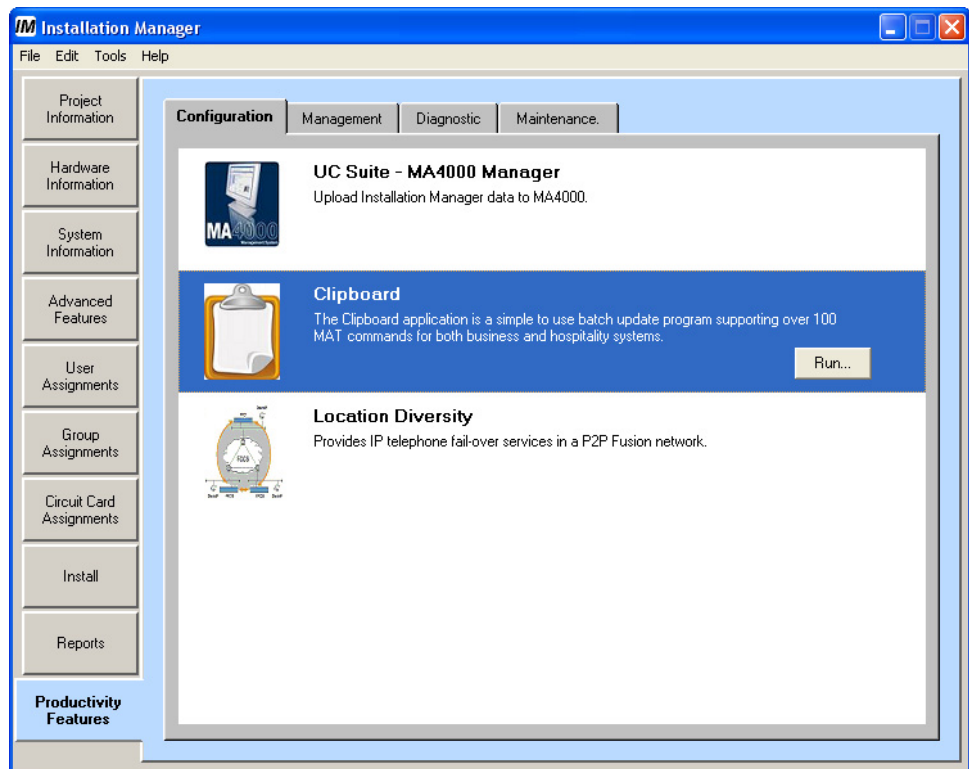 IM Installation Manager
File Edit Tools Help
Project
Information
Hardware
Information
System
Information
Advanced
Features
User
Assignments
Group
Assignments
Circuit Card
Assignments
Install
Reports
Productivity
Features
Configuration Management Diagnostic Maintenance.
MA4000
UC Suite - MA4000 Manager
Upload Installation Manager data to MA4000.
Clipboard
The Clipboard application is a simple to use batch update program supporting over 100
MAT commands for both business and hospitality systems.
Run...
Location Diversity
Provides IP telephone fail-over services in a P2P Fusion network.